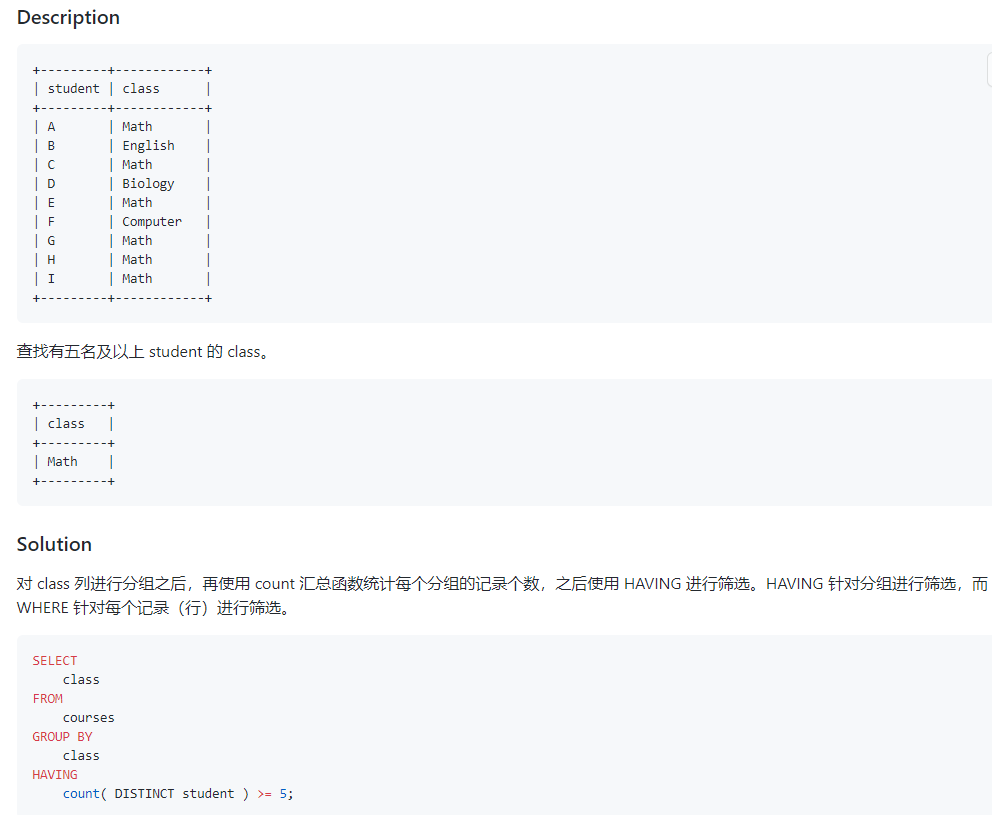 Description
+---------+------------+
| student | class      |
+---------+------------+
| A       | Math       |
| B       | English    |
| C       | Math       |
| D       | Biology    |
| E       | Math       |
| F       | Computer   |
| G       | Math       |
| H       | Math       |
| I       | Math       |
+---------+------------+
查找有五名及以上 student 的 class。
+---------+
| class   |
+---------+
| Math    |
+---------+
Solution
对 class 列进行分组之后，再使用 count 汇总函数统计每个分组的记录个数，之后使用 HAVING 进行筛选。HAVING 针对分组进行筛选，而
WHERE 针对每个记录（行）进行筛选。
SELECT
    class
FROM
    courses
GROUP BY
    class
HAVING
    count( DISTINCT student ) >= 5;